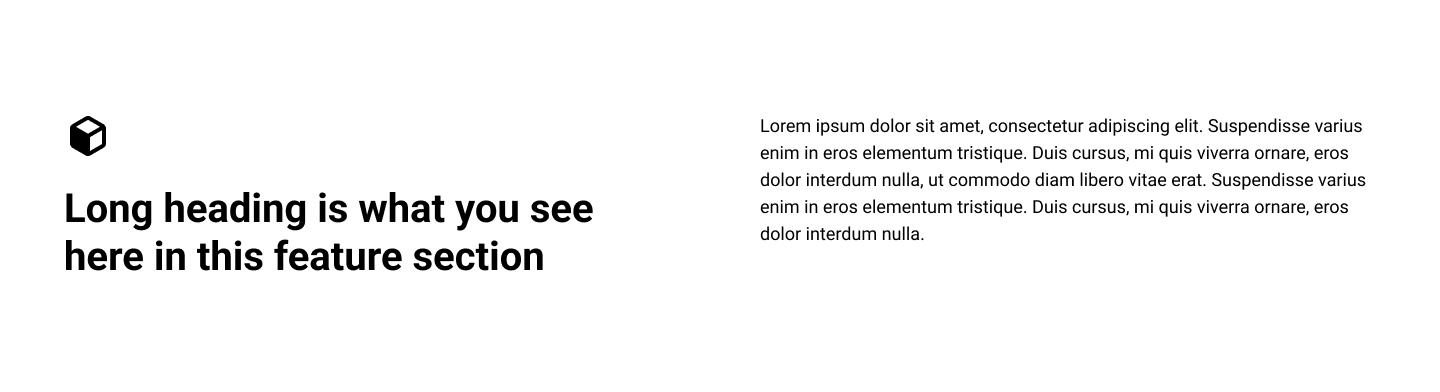 Long heading is what you see
here in this feature section
Lorem ipsum dolor sit amet, consectetur adipiscing elit. Suspendisse varius
enim in eros elementum tristique. Duis cursus, mi quis viverra ornare, eros
dolor interdum nulla, ut commodo diam libero vitae erat. Suspendisse varius
enim in eros elementum tristique. Duis cursus, mi quis viverra ornare, eros
dolor interdum nulla.